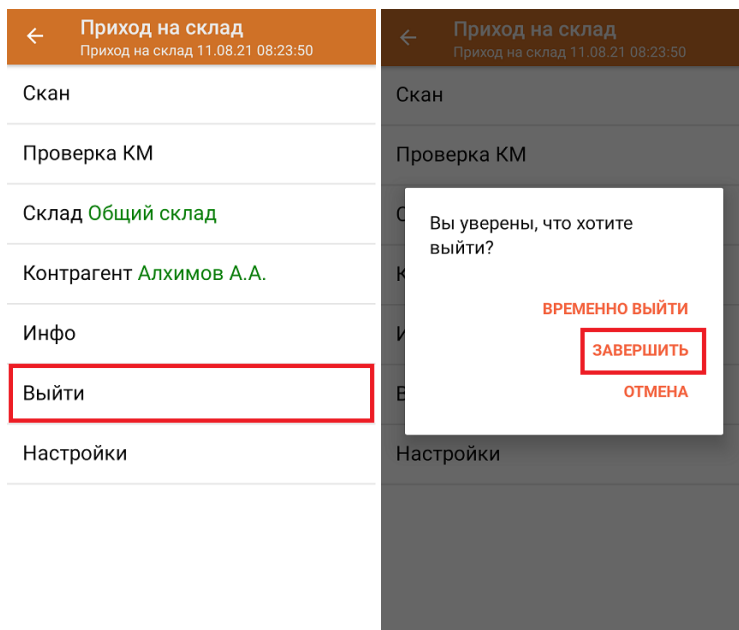 Приход на склад
Приход на склад 11.08.21 08:23:50
Скан
Проверка КМ
Склад Общий склад
Контрагент Алхимов А.А.
Инфо
Выйти
Настройки
Приход на склад
Приход на склад 11.08.21 08:23:50
Скан
Проверка КМ
Вы уверены, что хотите
выйти?
ВРЕМЕННО ВЫЙТИ
ЗАВЕРШИТЬ
ОТМЕНА
Настройки